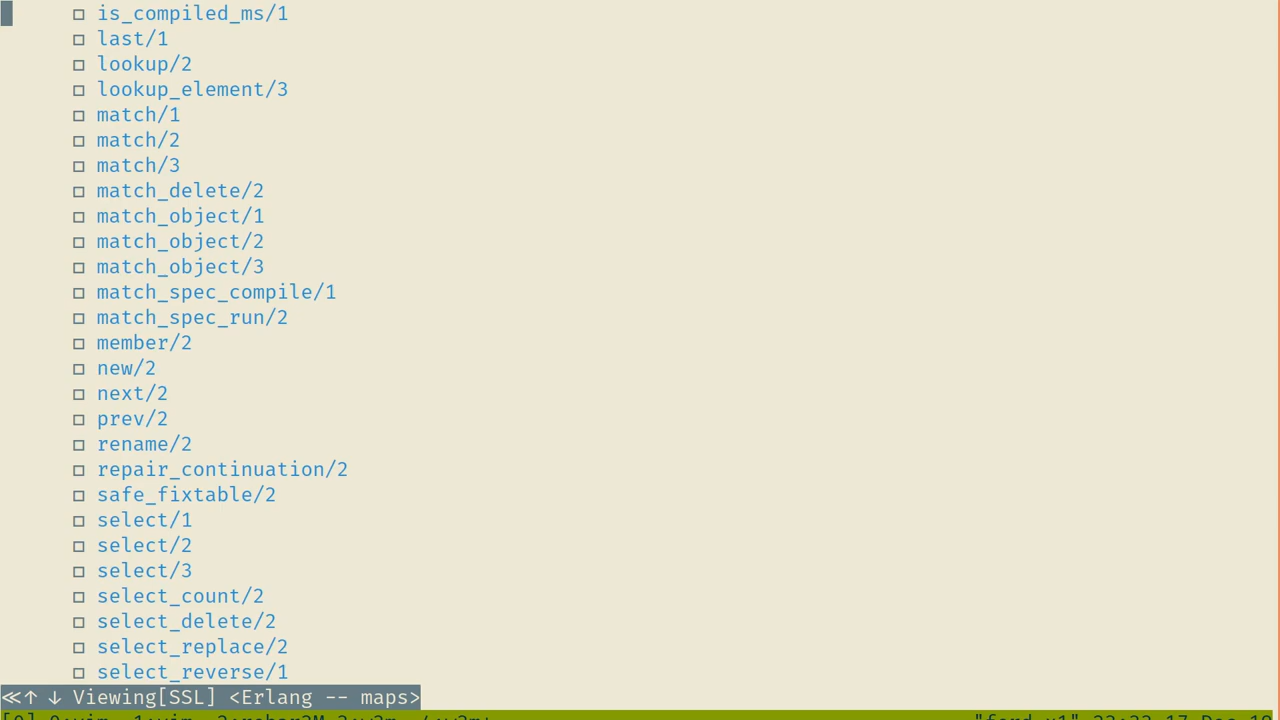 □ is_compiled_ms/1
□ last/1
□ lookup/2
□ lookup_element/3
□ match/1
□ match/2
□ match/3
□ match_delete/2
□ match_object/1
□ match_object/2
□ match_object/3
□ match_spec_compile/1
□ match_spec_run/2
□ member/2
□ new/2
□ next/2
□ prev/2
□ rename/2
□ repair_continuation/2
□ safe_fixtable/2
□ select/1
□ select/2
□ select/3
□ select_count/2
□ select_delete/2
□ select_replace/2
□ select_reverse/1
≪↑ ↓ Viewing[SSL] <Erlang -- maps>